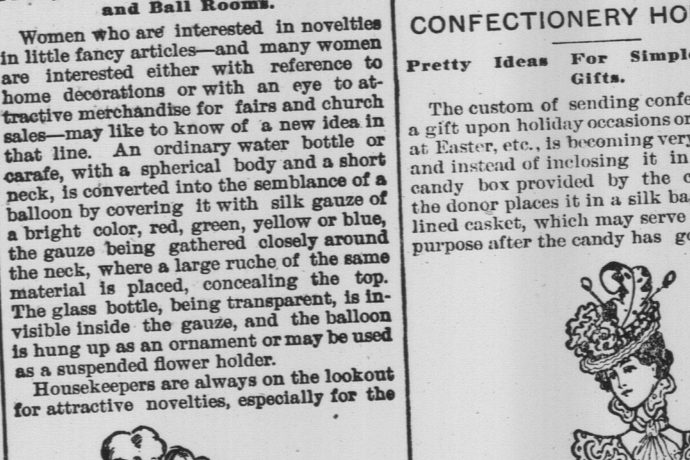 and Ball Rooms.
Women who are interested in novelties
in little fancy articles—and many women
are interested either with reference to
home decorations or with an eye to at-
tractive merchandise for fairs and church
sales—may like to know of a new idea in
that line. An ordinary water bottle or
carafe, with a spherical body and a short
neck, is converted into the semblance of a
balloon by covering it with silk gauze of
a bright color, red, green, yellow or blue,
the gauze being gathered closely around
the neck, where a large ruche of the same
material is placed, concealing the top.
The glass bottle, being transparent, is in-
visible inside the gauze, and the balloon
is hung up as an ornament or may be used
as a suspended flower holder.
Housekeepers are always on the lookout
for attractive novelties, especially for the
CONFECTIONERY HO
Pretty Ideas For Simpl
Gifts.
The custom of sending confe
a gift upon holiday occasions or
at Easter, etc., is becoming very
and instead of inclosing it in
candy box provided by the c
the donor places it in a silk ba
lined casket, which may serve
purpose after the candy has g